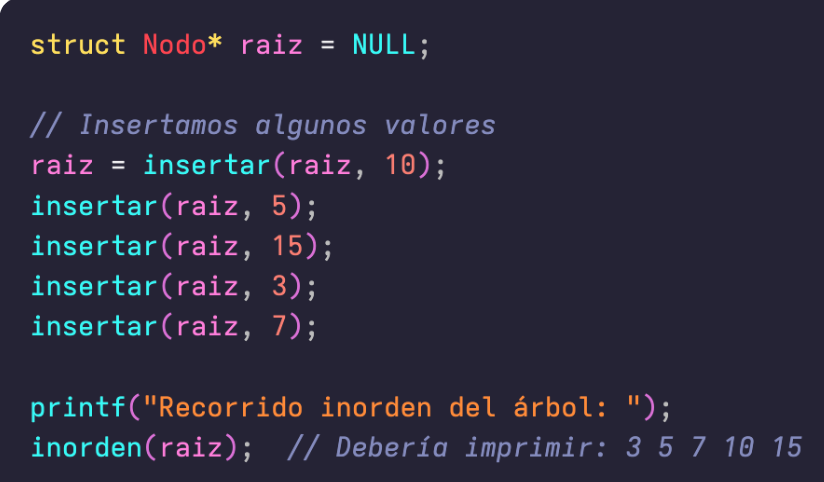 struct Nodo* raiz = NULL;
// Insertamos algunos valores
raiz = insertar(raiz, 10);
insertar(raiz, 5);
insertar(raiz, 15);
insertar(raiz, 3);
insertar(raiz, 7);
printf("Recorrido inorden del árbol: ");
inorden(raiz);  // Debería imprimir: 3 5 7 10 15